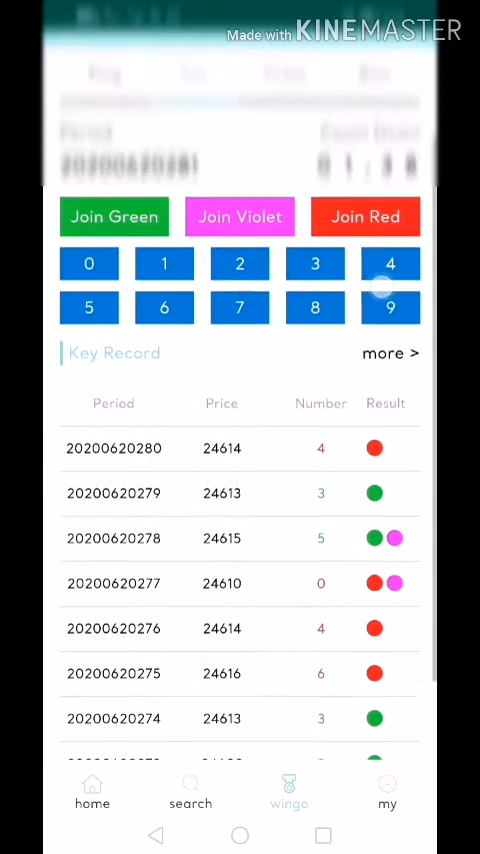 Made with KINEMASTER
Period
20200620281
Join Green Join Violet Join Red
0 1 2 3 4
5 6 7 8 9
Key Record more >
Period Price Number Result
20200620280 24614 4
20200620279 24613 3
20200620278 24615 5
20200620277 24610 0
20200620276 24614 4
20200620275 24616 6
20200620274 24613 3
home search wingo my